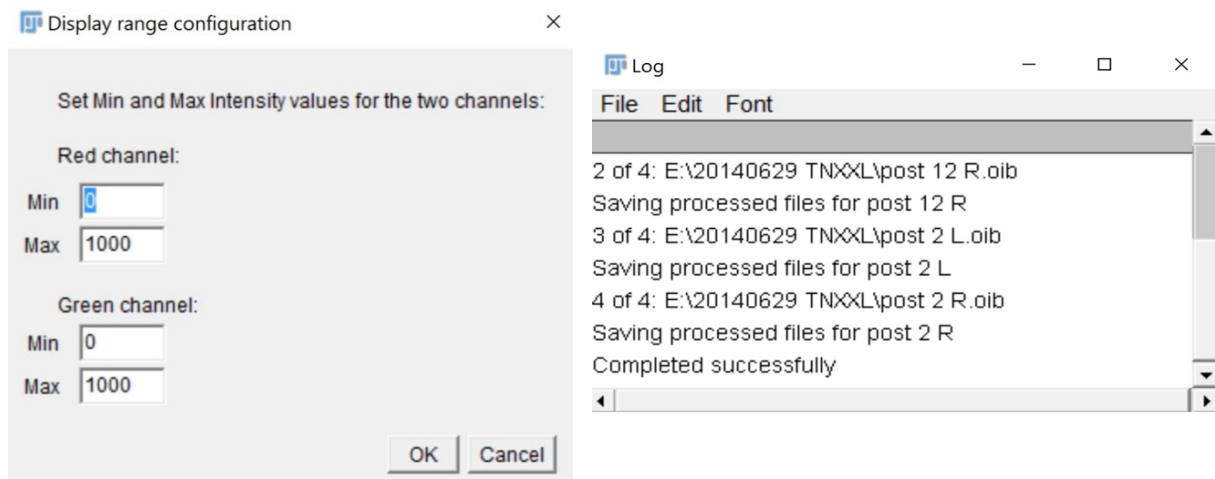 Display range configuration
Set Min and Max Intensity values for the two channels:
Red channel:
Min 0
Max 1000
Green channel:
Min 0
Max 1000
OK Cancel
Log
File Edit Font
2 of 4: E:\20140629 TNXXL\post 12 R.oib
Saving processed files for post 12 R
3 of 4: E:\20140629 TNXXL\post 2 L.oib
Saving processed files for post 2 L
4 of 4: E:\20140629 TNXXL\post 2 R.oib
Saving processed files for post 2 R
Completed successfully